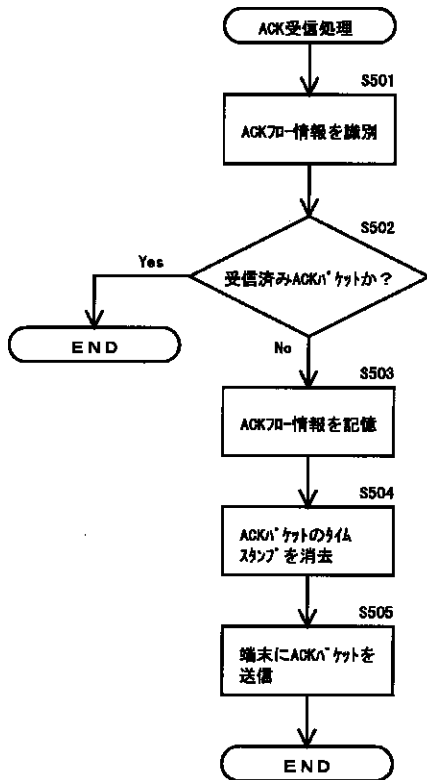 ACK受信処理
S501
ACKﾌﾛｰ情報を識別
S502
受信済みACKﾊﾟｹｯﾄか？
Yes
END
No
S503
ACKﾌﾛｰ情報を記憶
S504
ACKﾊﾟｹｯﾄのﾀｲﾑ
ｽﾀﾝﾌﾟを消去
S505
端末にACKﾊﾟｹｯﾄを
送信
END